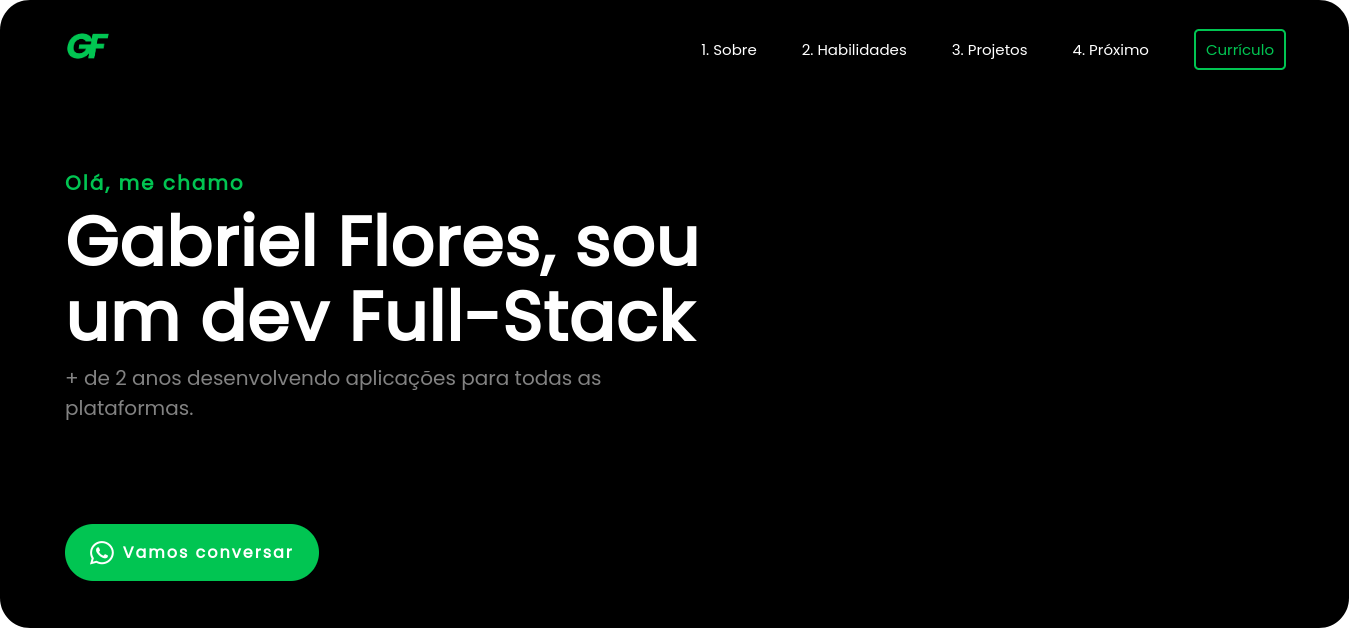 GF
1. Sobre
2. Habilidades
3. Projetos
4. Próximo
Currículo
Olá, me chamo
Gabriel Flores, sou
um dev Full-Stack
+ de 2 anos desenvolvendo aplicações para todas as
plataformas.
Vamos conversar